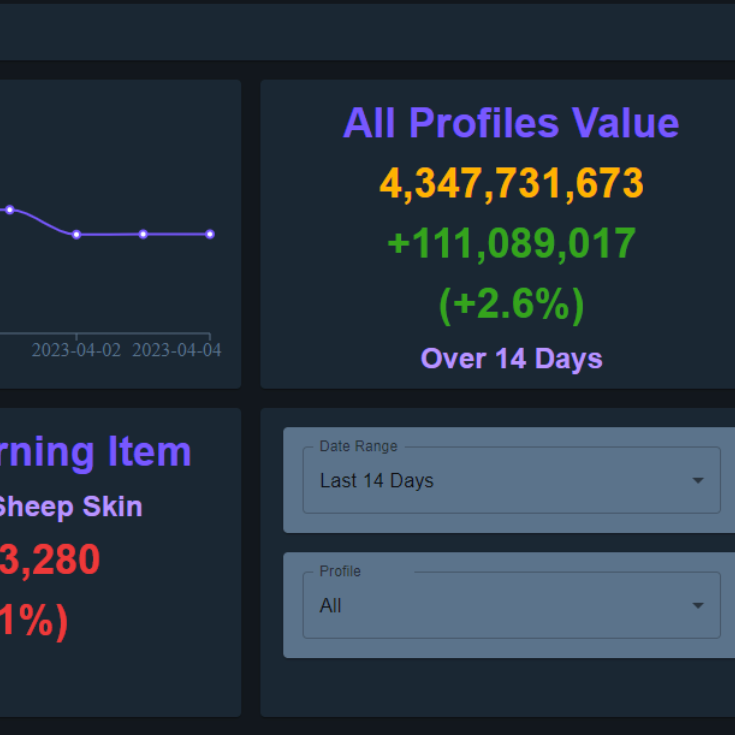 All Profiles Value
4,347,731,673
+111,089,017
(+2.6%)
Over 14 Days
2023-04-02 2023-04-04
rning Item
Sheep Skin
3,280
1%)
Date Range
Last 14 Days
Profile
All